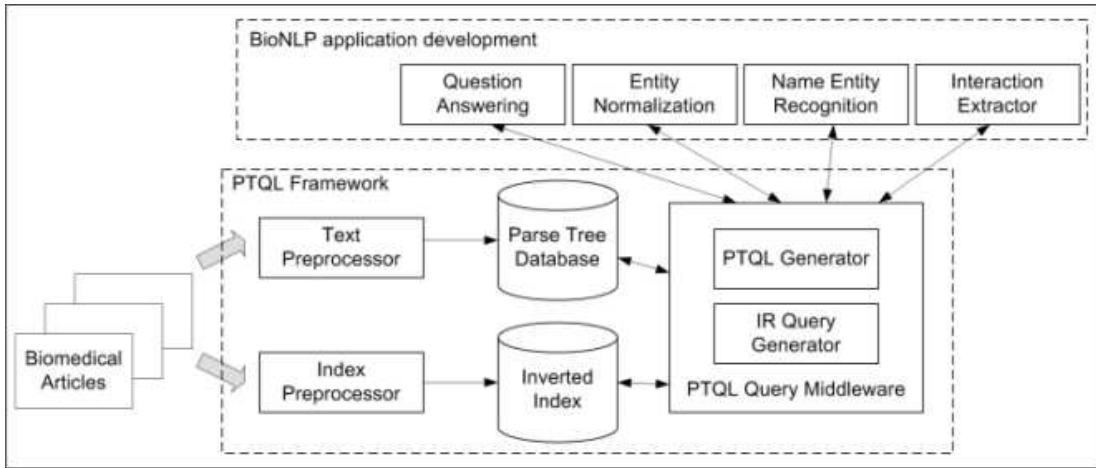 BioNLP application development
Question
Answering
Entity
Normalization
Name Entity
Recognition
Interaction
Extractor
PTQL Framework
Text
Preprocessor
Parse Tree
Database
PTQL Generator
IR Query
Generator
PTQL Query Middleware
Biomedical
Articles
Index
Preprocessor
Inverted
Index